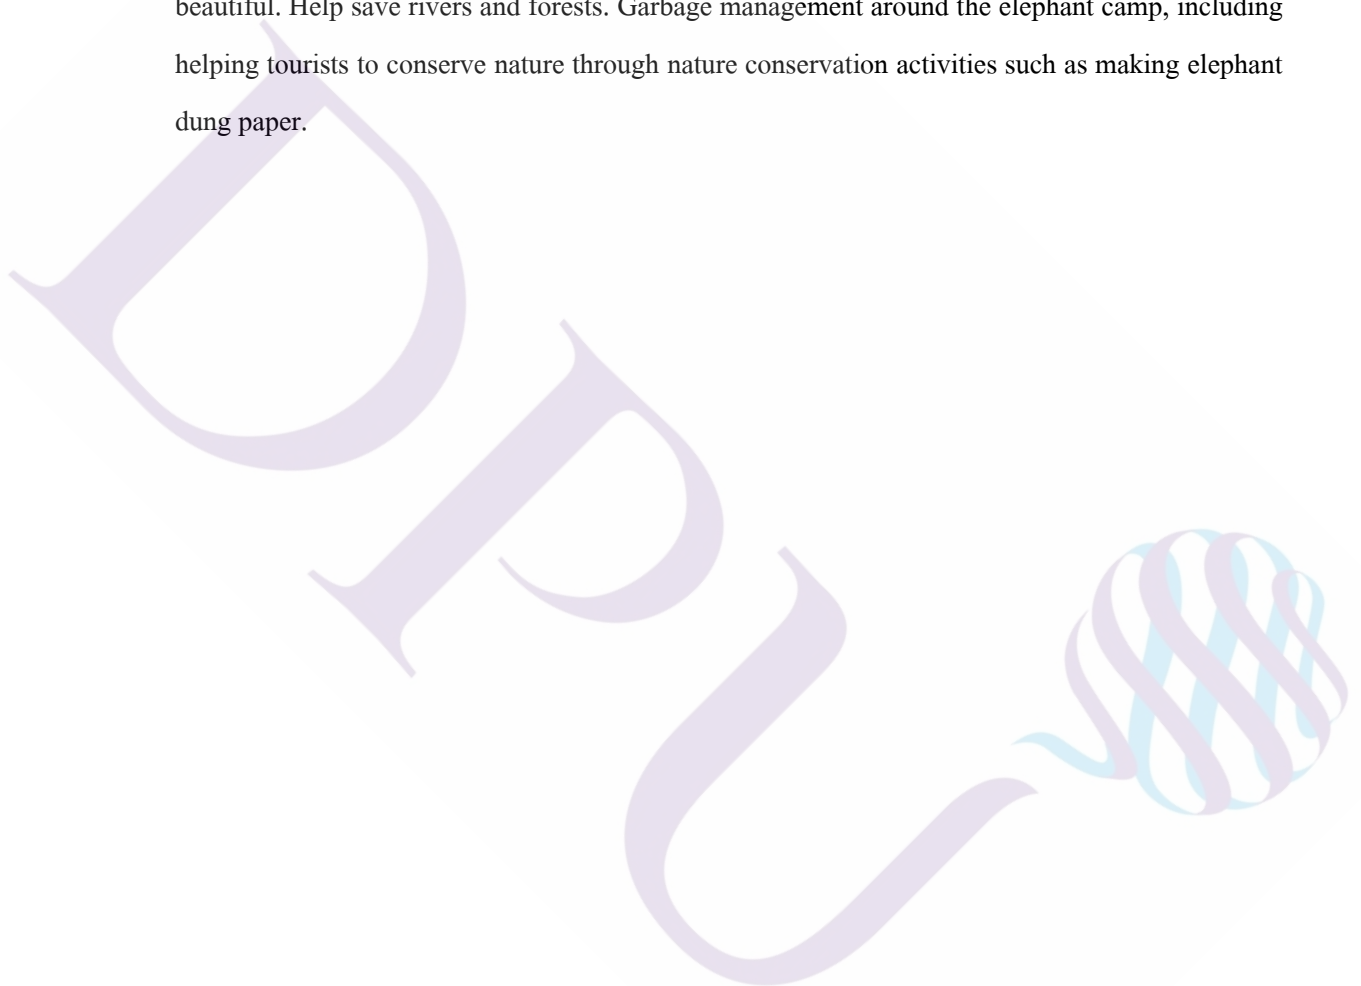 beautiful. Help save rivers and forests. Garbage management around the elephant camp, including
helping tourists to conserve nature through nature conservation activities such as making elephant
dung paper.
DPU